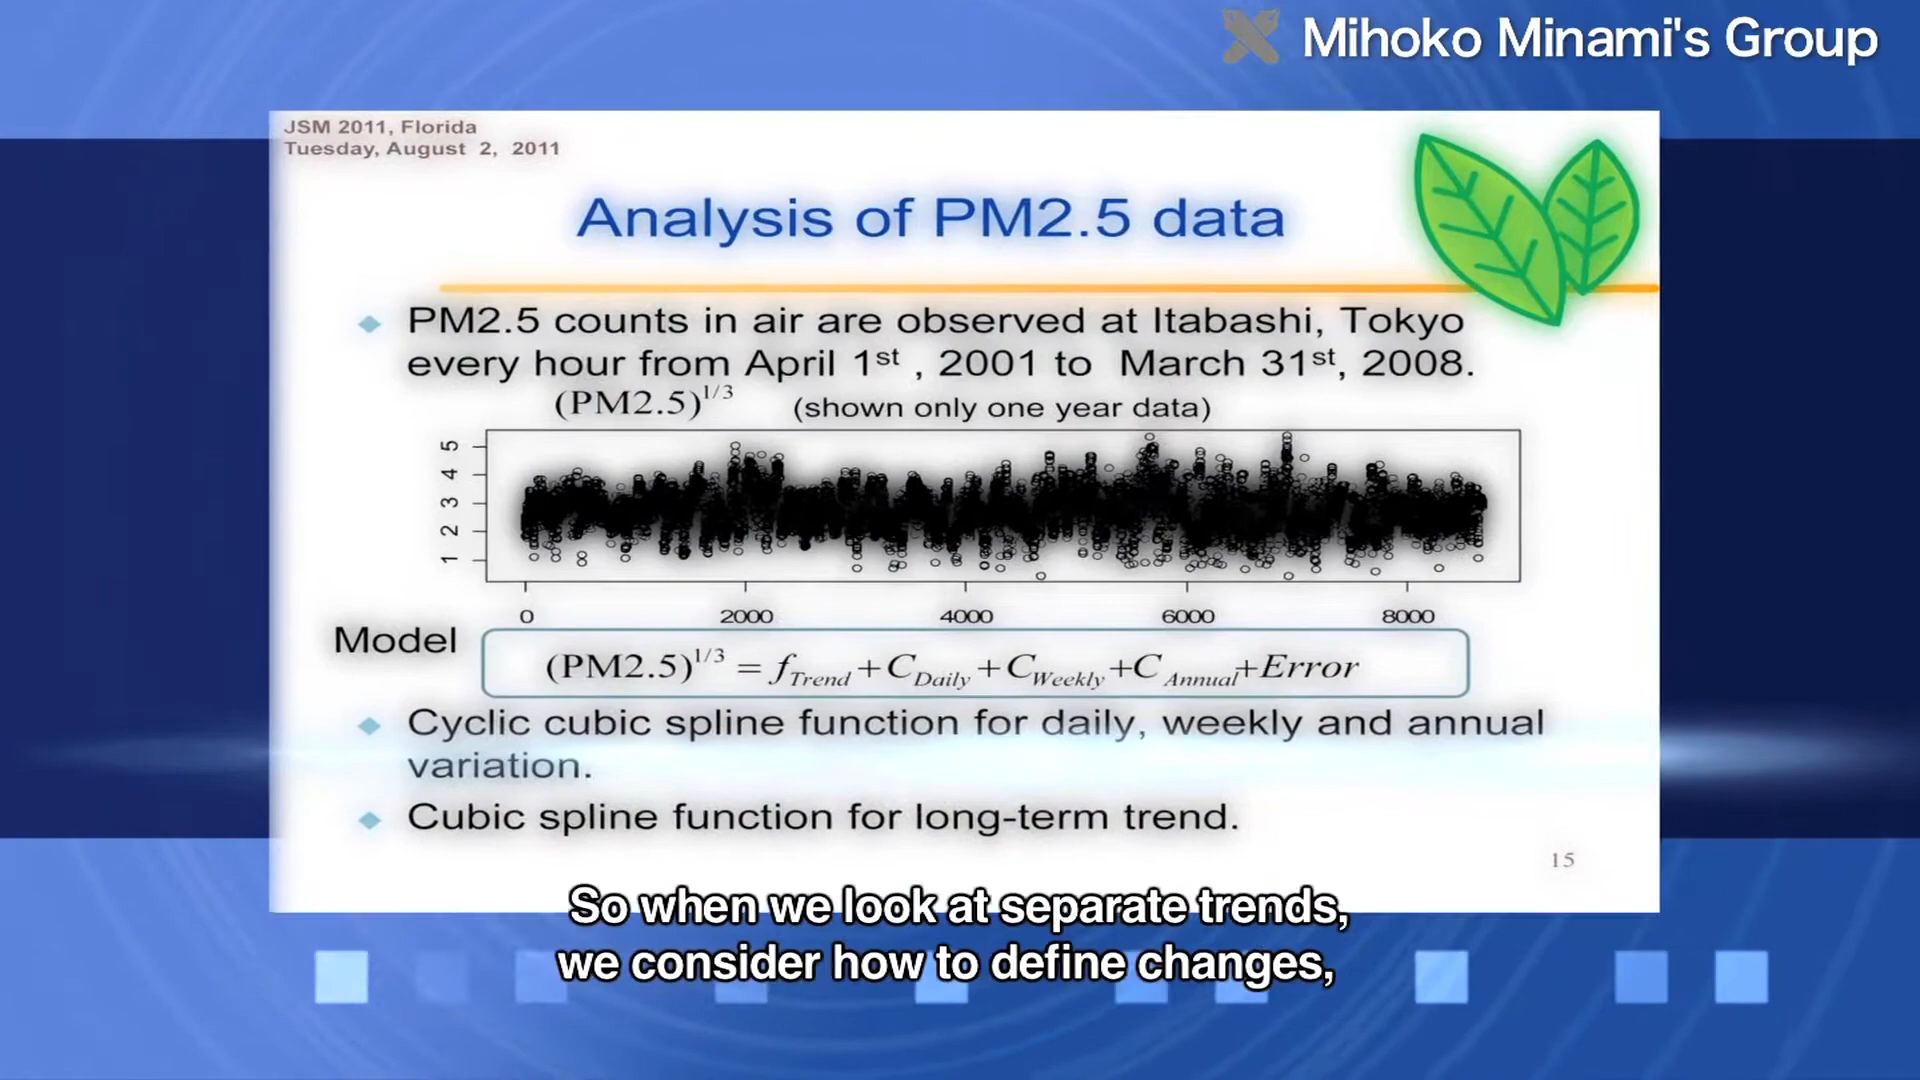 Mihoko Minami's Group
JSM 2011, Florida
Tuesday, August 2, 2011
Analysis of PM2.5 data
PM2.5 counts in air are observed at Itabashi, Tokyo
every hour from April 1st , 2001 to March 31st, 2008.
(PM2.5)^1/3 (shown only one year data)
5
4
3
2
1
0 2000 4000 6000 8000
Model
(PM2.5)^1/3 = f_Trend + C_Daily + C_Weekly + C_Annual + Error
Cyclic cubic spline function for daily, weekly and annual
variation.
Cubic spline function for long-term trend.
15
So when we look at separate trends,
we consider how to define changes,